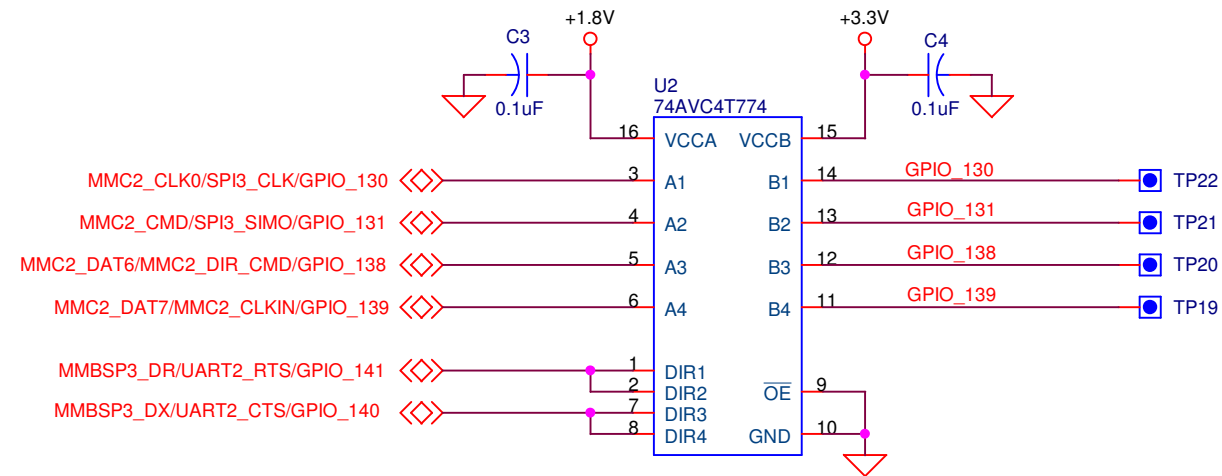 +1.8V
+3.3V
C3
C4
0.1uF
0.1uF
U2
74AVC4T774
16 VCCA VCCB 15
MMC2_CLK0/SPI3_CLK/GPIO_130 3 A1 B1 14 GPIO_130 TP22
MMC2_CMD/SPI3_SIMO/GPIO_131 4 A2 B2 13 GPIO_131 TP21
MMC2_DAT6/MMC2_DIR_CMD/GPIO_138 5 A3 B3 12 GPIO_138 TP20
MMC2_DAT7/MMC2_CLKIN/GPIO_139 6 A4 B4 11 GPIO_139 TP19
MMBSP3_DR/UART2_RTS/GPIO_141 1 DIR1
2 DIR2 OE 9
MMBSP3_DX/UART2_CTS/GPIO_140 7 DIR3
8 DIR4 GND 10